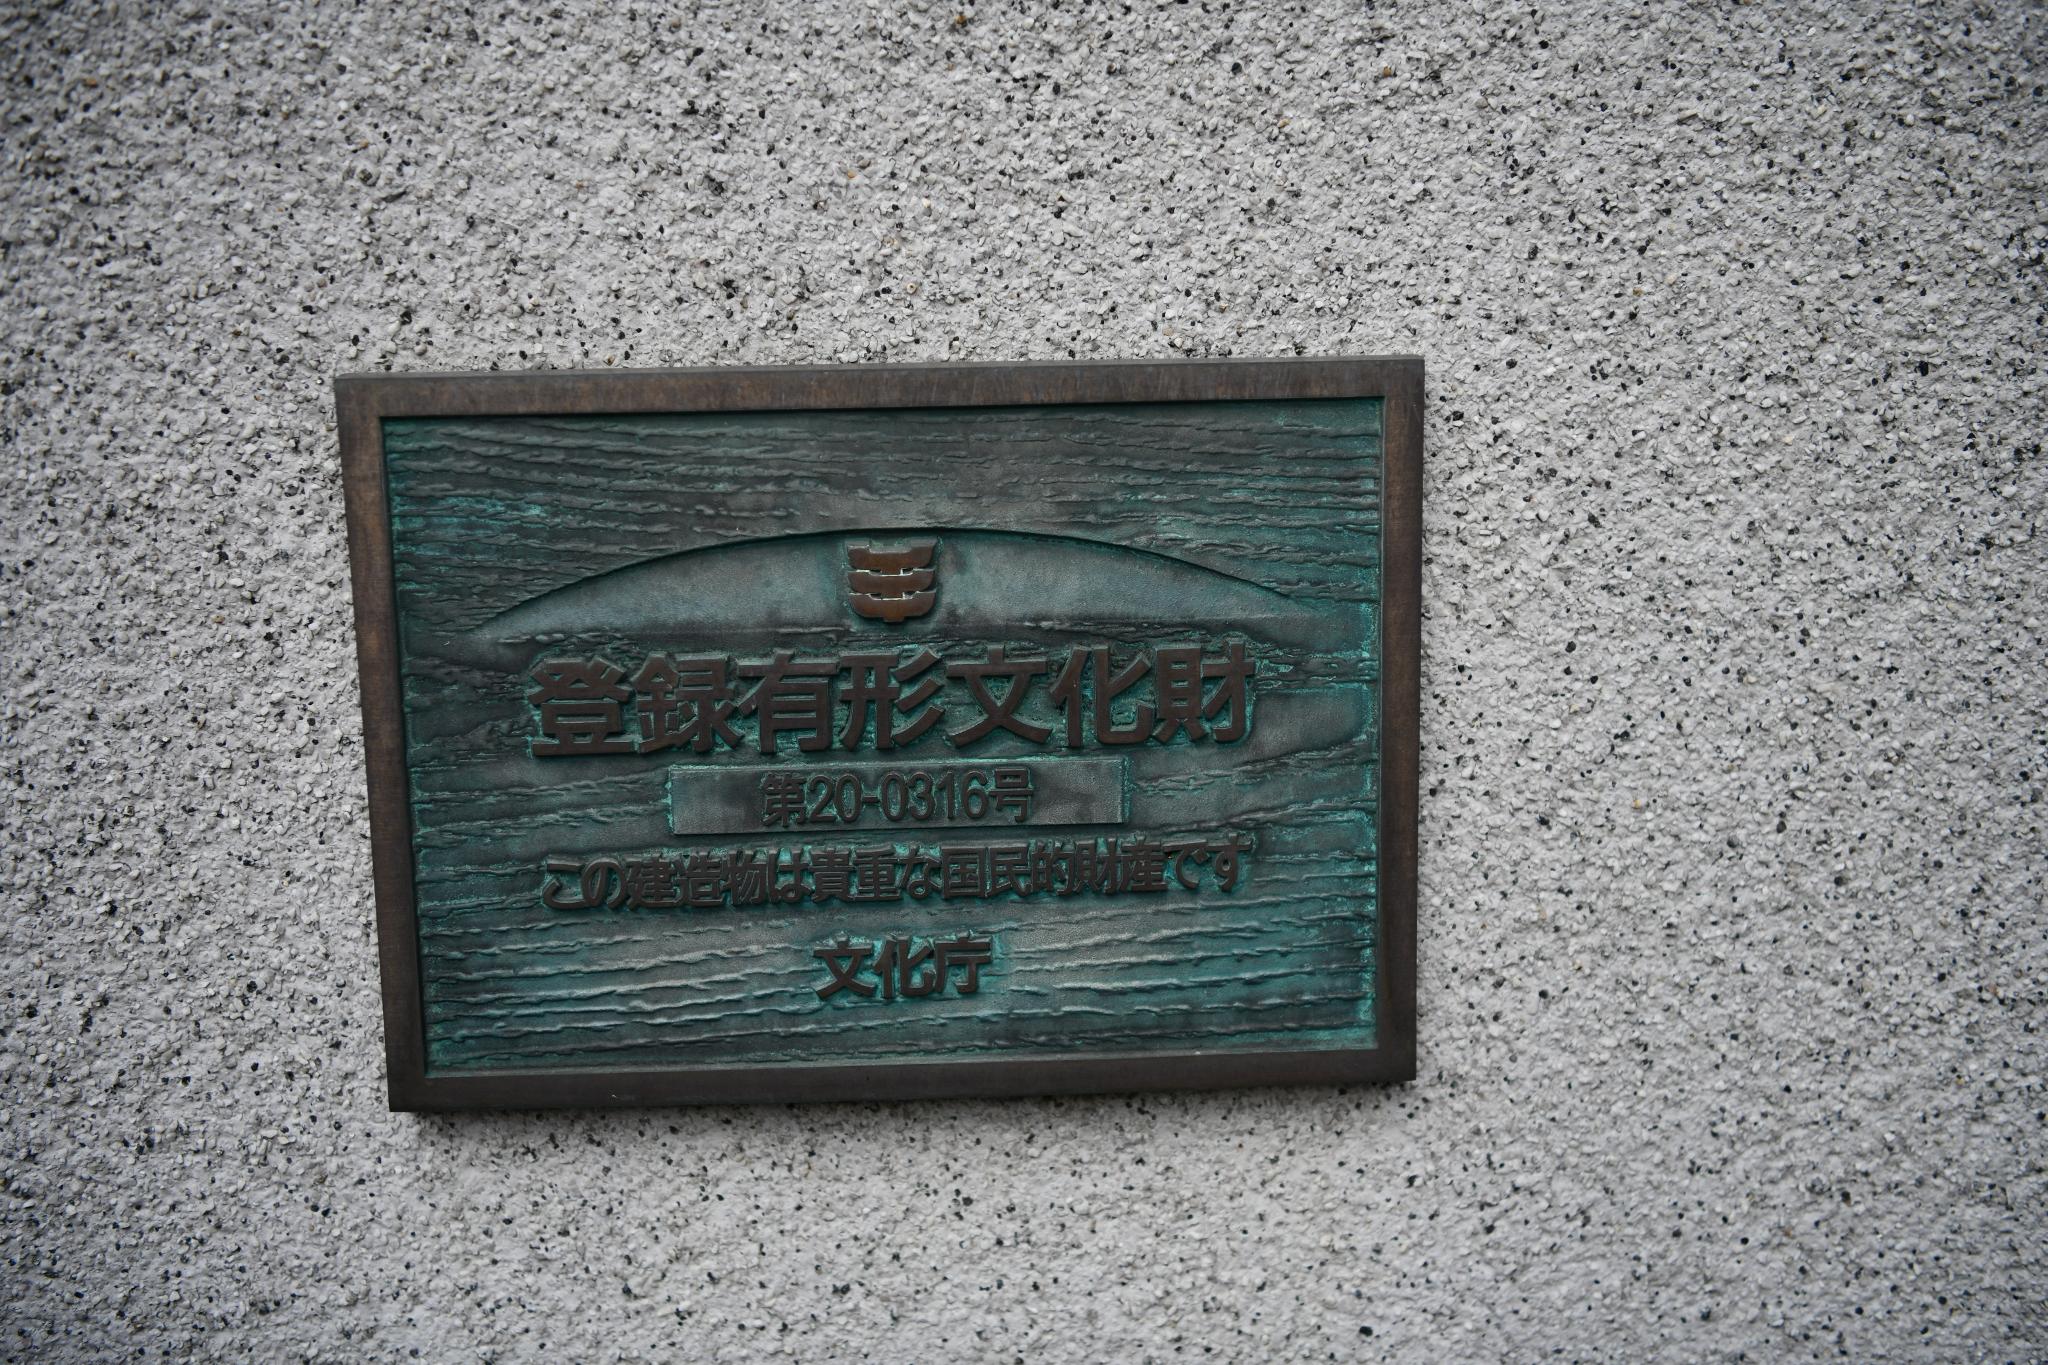 登録有形文化財
第20-0316号
この建造物は貴重な国民的財産です
文化庁